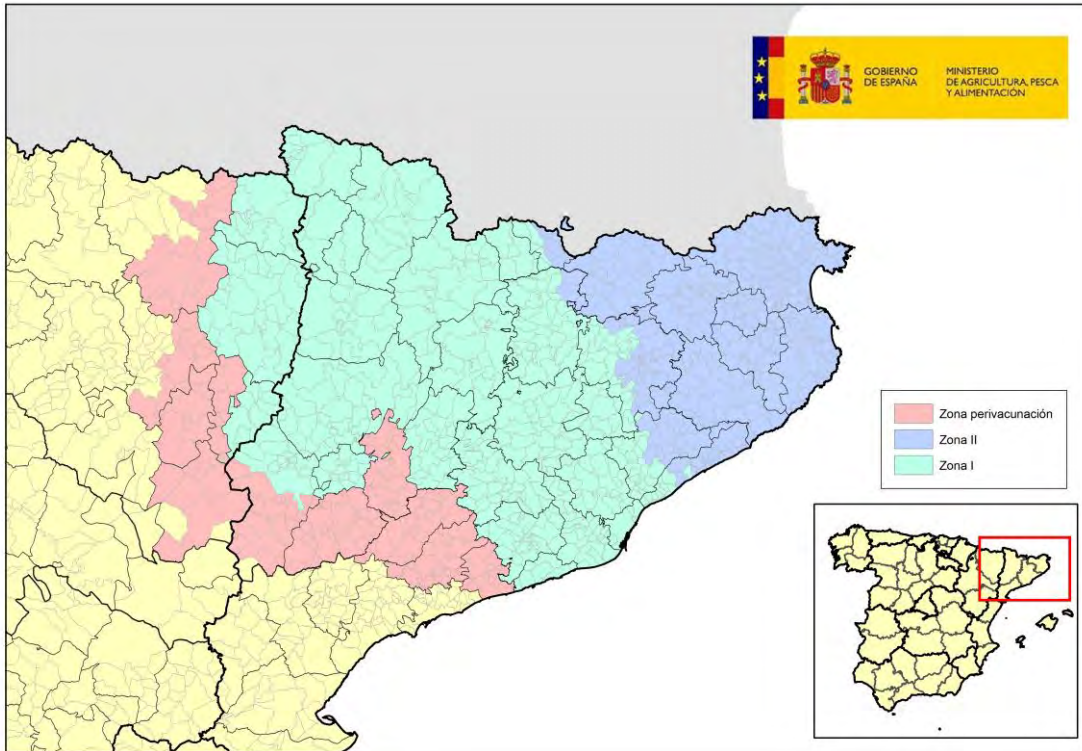 GOBIERNO
DE ESPAÑA
MINISTERIO
DE AGRICULTURA, PESCA
Y ALIMENTACIÓN
Zona perivacunación
Zona II
Zona I